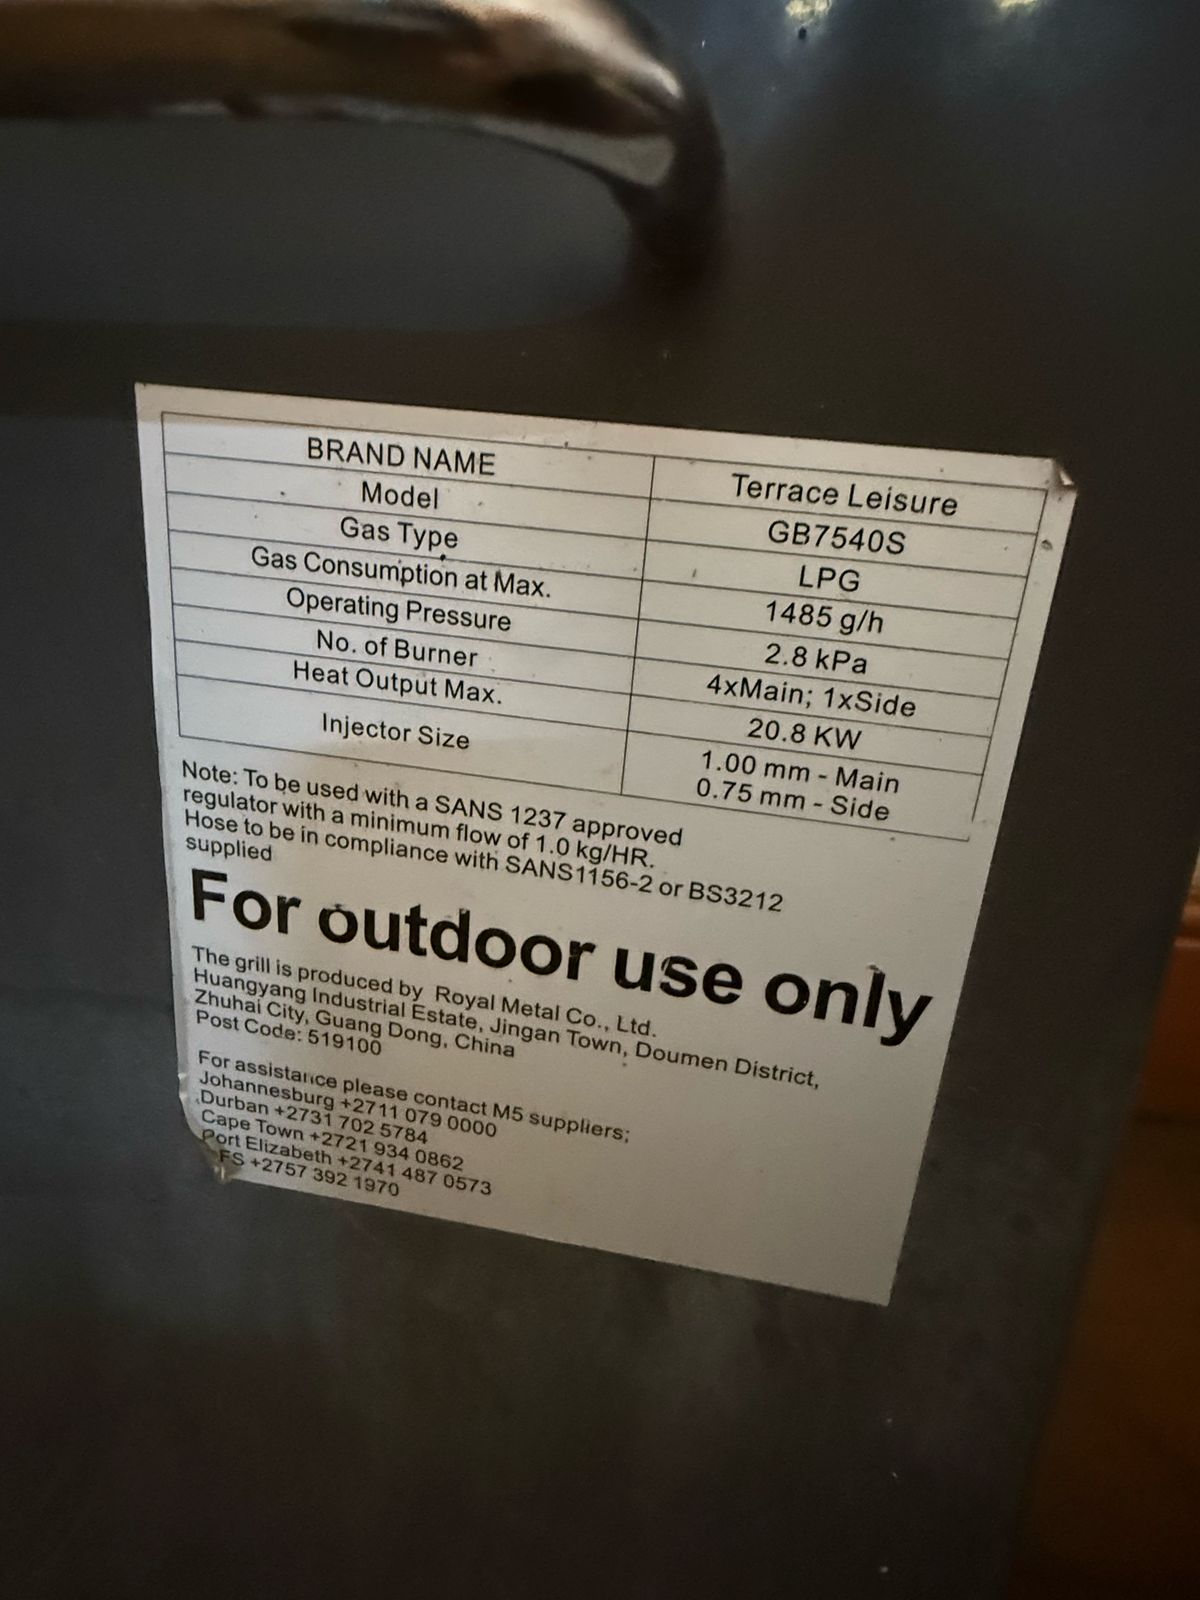 BRAND NAME Terrace Leisure
Model GB7540S
Gas Type LPG
Gas Consumption at Max. 1485 g/h
Operating Pressure 2.8 kPa
No. of Burner 4xMain; 1xSide
Heat Output Max. 20.8 KW
Injector Size 1.00 mm - Main
0.75 mm - Side
Note: To be used with a SANS 1237 approved
regulator with a minimum flow of 1.0 kg/HR.
Hose to be in compliance with SANS1156-2 or BS3212
supplied
For outdoor use only
The grill is produced by Royal Metal Co., Ltd.
Huangyang Industrial Estate, Jingan Town, Doumen District,
Zhuhai City, Guang Dong, China
Post Code: 519100
For assistance please contact M5 suppliers;
Johannesburg +2711 079 0000
Durban +2731 702 5784
Cape Town +2721 934 0862
Port Elizabeth +2741 487 0573
+2757 392 1970